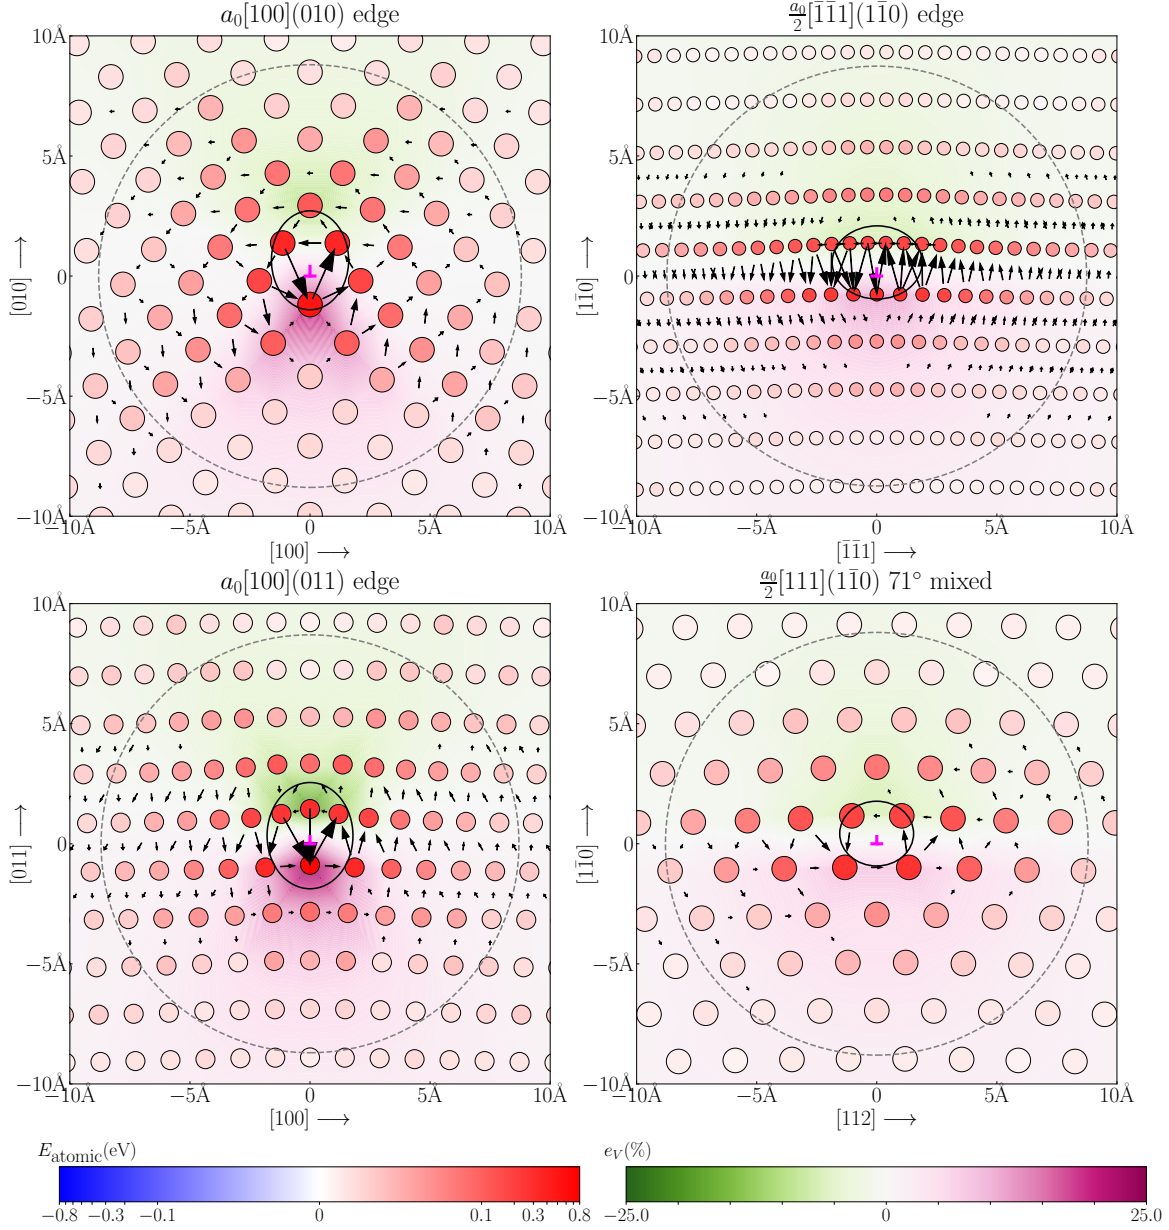 a₀[100](010) edge
10Å
5Å
0
−5Å
−10Å
−10Å −5Å 0 5Å 10Å
[010] ⟶
[100] ⟶
a₀/2[1̄1̄1](11̄0) edge
10Å
5Å
0
−5Å
−10Å
−10Å −5Å 0 5Å 10Å
[11̄0] ⟶
[1̄1̄1] ⟶
a₀[100](011) edge
10Å
5Å
0
−5Å
−10Å
−10Å −5Å 0 5Å 10Å
[011] ⟶
[100] ⟶
a₀/2[111](11̄0) 71° mixed
10Å
5Å
0
−5Å
−10Å
−10Å −5Å 0 5Å 10Å
[11̄0] ⟶
[112] ⟶
E_atomic(eV)
−0.8 −0.3 −0.1 0 0.1 0.3 0.8
e_V(%)
−25.0 0 25.0